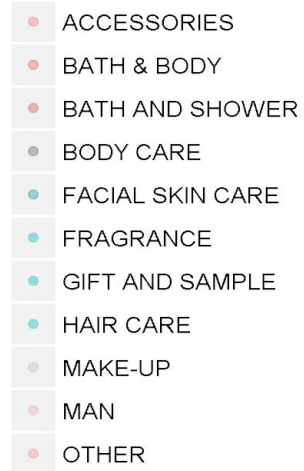 ACCESSORIES
BATH & BODY
BATH AND SHOWER
BODY CARE
FACIAL SKIN CARE
FRAGRANCE
GIFT AND SAMPLE
HAIR CARE
MAKE-UP
MAN
OTHER